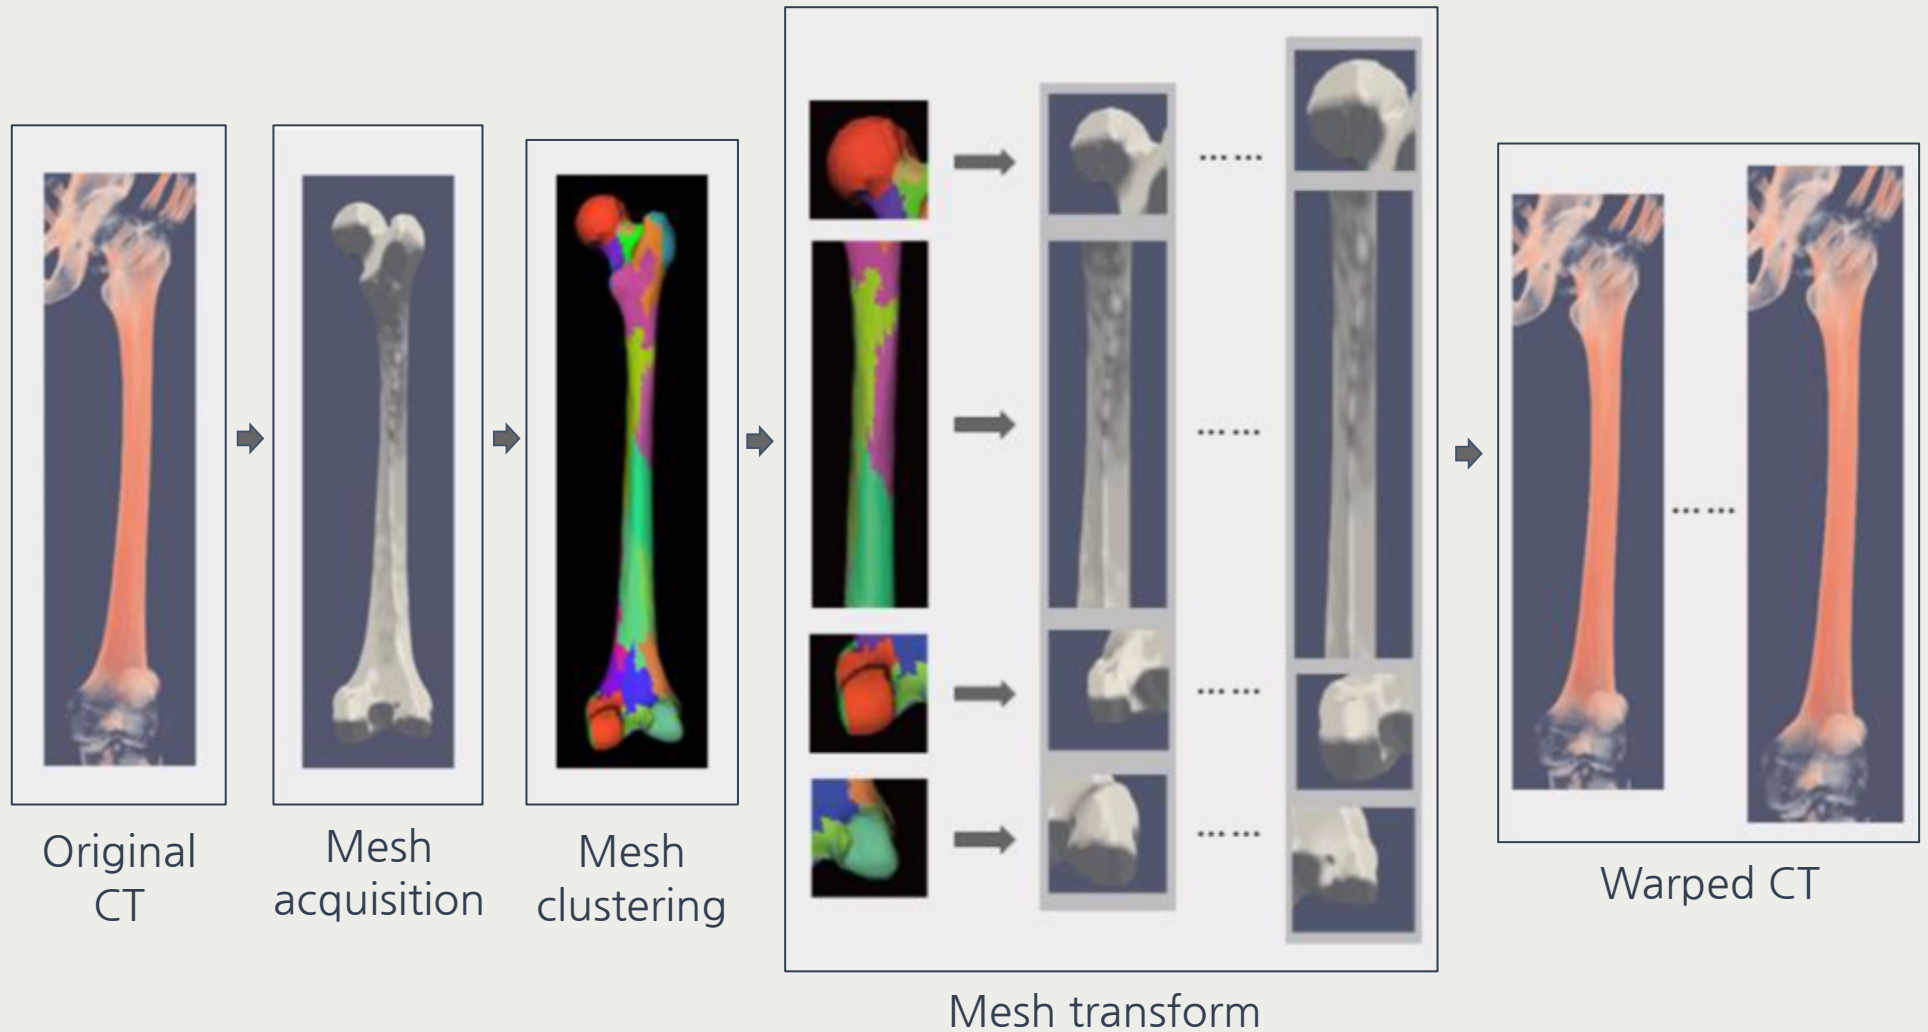 Original
CT
Mesh
acquisition
Mesh
clustering
Mesh transform
Warped CT